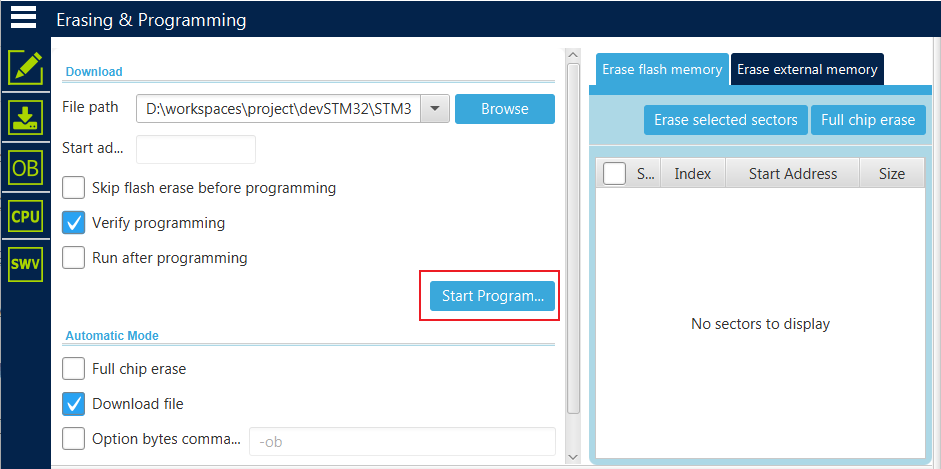 Erasing & Programming
Download
File path
D:\workspaces\project\devSTM32\STM3
Browse
Start ad...
Skip flash erase before programming
Verify programming
Run after programming
Start Program...
Automatic Mode
Full chip erase
Download file
Option bytes comma...
-ob
OB
CPU
SWV
Erase flash memory
Erase external memory
Erase selected sectors
Full chip erase
S...
Index
Start Address
Size
No sectors to display